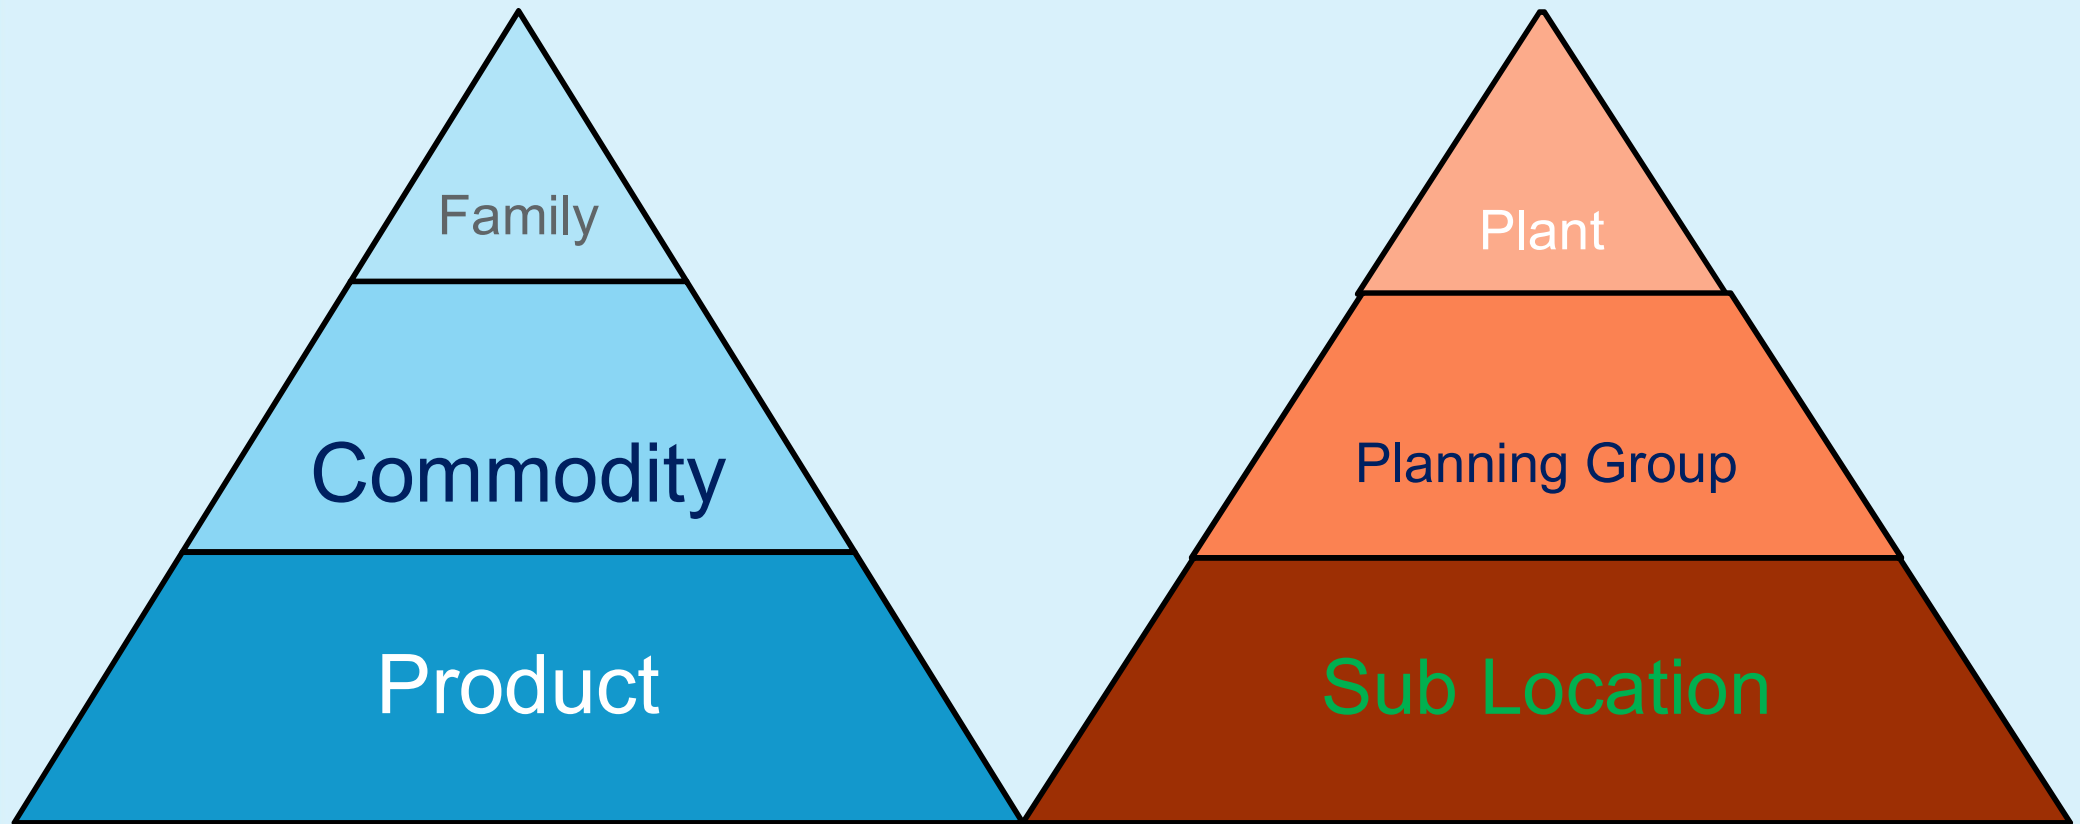 Family
Commodity
Product
Plant
Planning Group
Sub Location